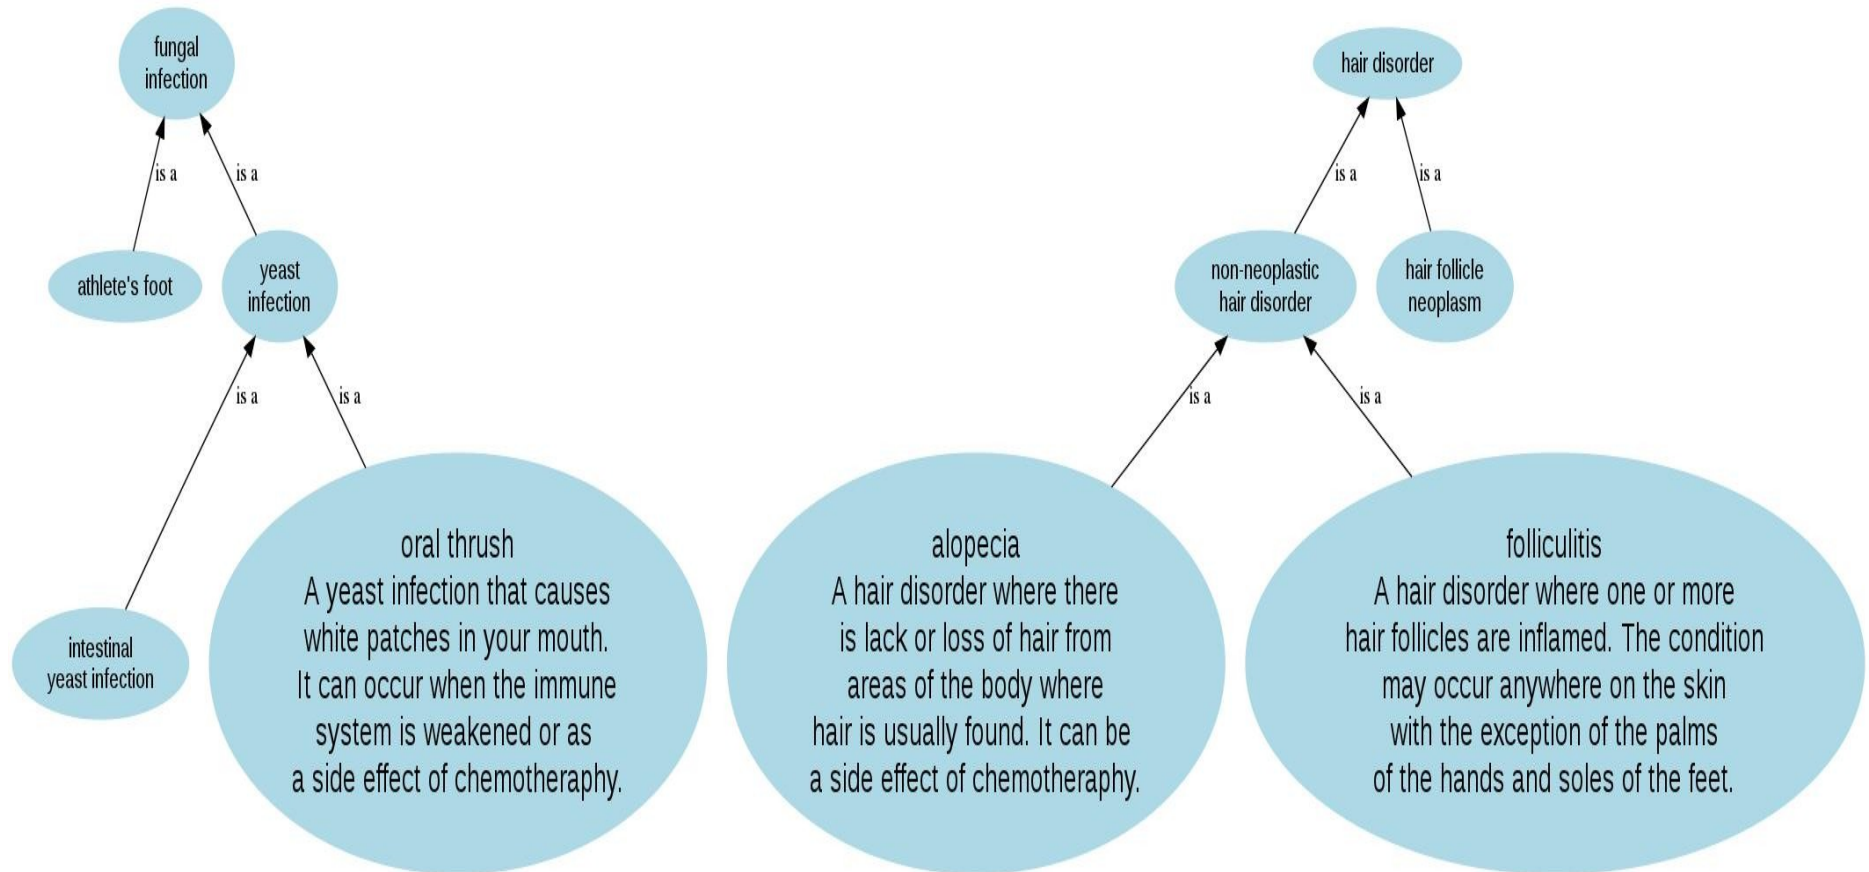 fungal
infection
hair disorder
is a
is a
is a
is a
athlete's foot
yeast
infection
non-neoplastic
hair disorder
hair follicle
neoplasm
is a
is a
is a
is a
intestinal
yeast infection
oral thrush
A yeast infection that causes
white patches in your mouth.
It can occur when the immune
system is weakened or as
a side effect of chemotheraphy.
alopecia
A hair disorder where there
is lack or loss of hair from
areas of the body where
hair is usually found. It can be
a side effect of chemotheraphy.
folliculitis
A hair disorder where one or more
hair follicles are inflamed. The condition
may occur anywhere on the skin
with the exception of the palms
of the hands and soles of the feet.